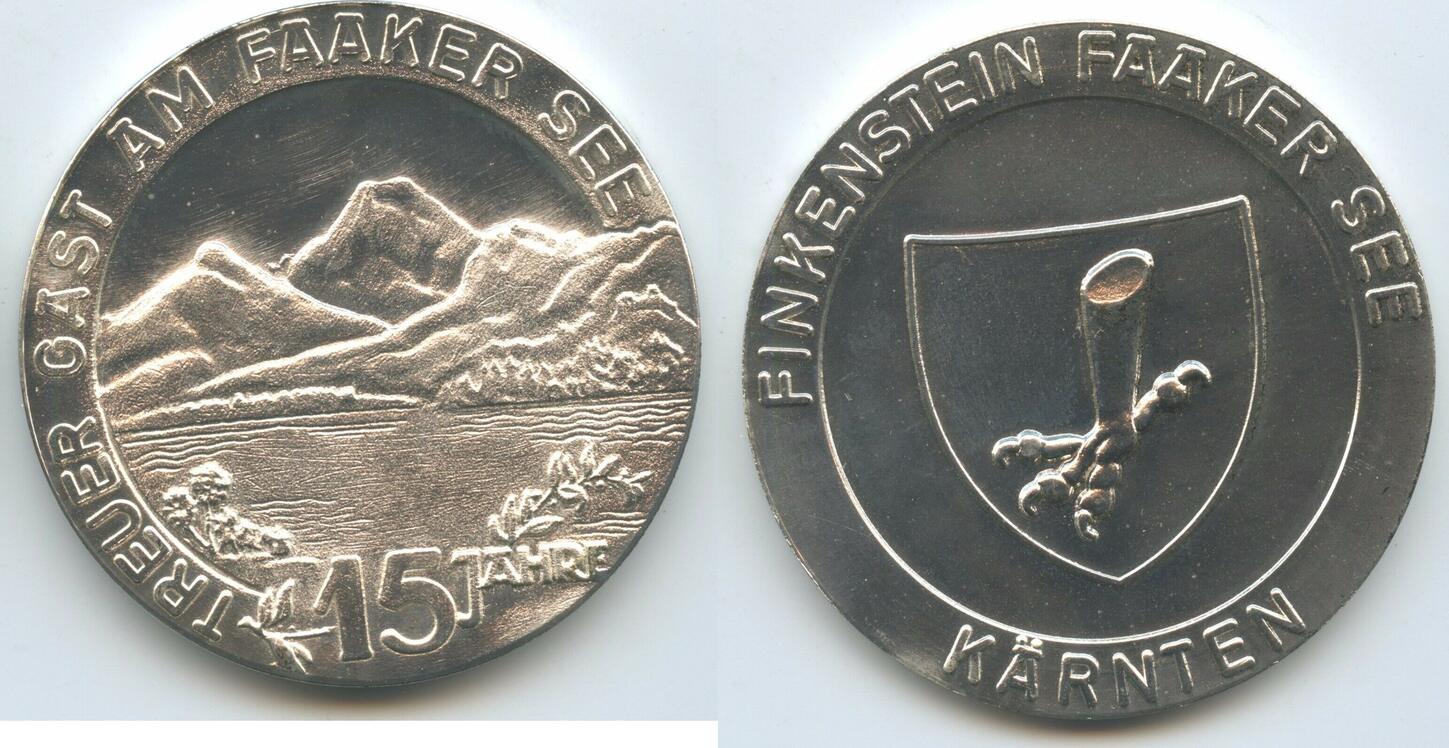 TREUER GAST AM FAAKER SEE
15 JAHRE
FINKENSTEIN FAAKER SEE
KÄRNTEN